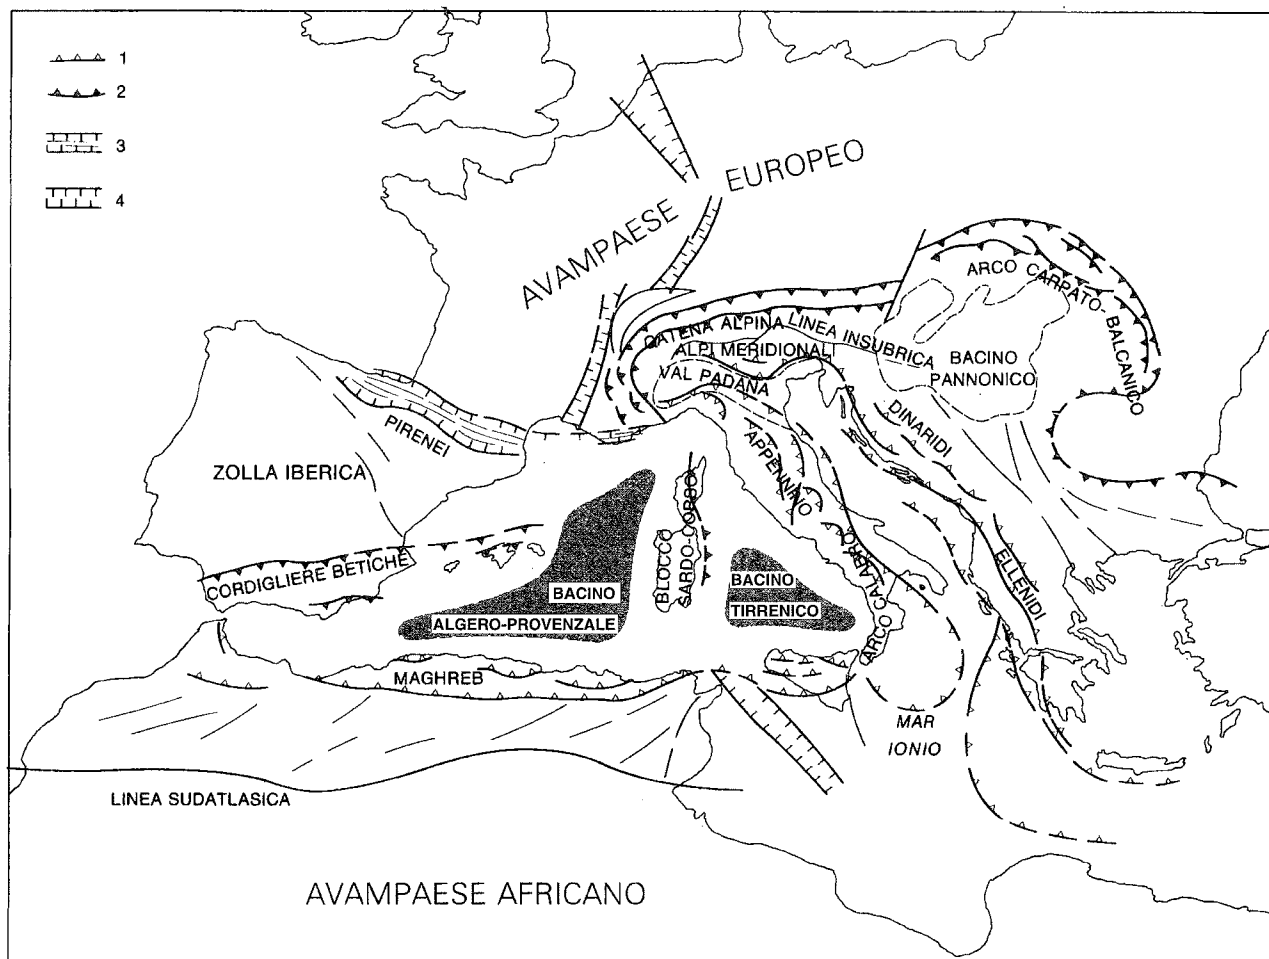 1
2
3
4
AVAMPAESE EUROPEO
ARCO CARPATO-BALCANICO
CATENA ALPINA
LINEA INSUBRICA
ALPI MERIDIONALI
VAL PADANA
BACINO
PANNONICO
PIRENEI
DINARIDI
APPENNINO
ZOLLA IBERICA
CORDIGLIERE BETICHE
BLOCCO
SARDO-CORSO
BACINO
ALGERO-PROVENZALE
BACINO
TIRRENICO
ARCO CALABRO
ELLENIDI
MAGHREB
MAR
IONIO
LINEA SUDATLASICA
AVAMPAESE AFRICANO